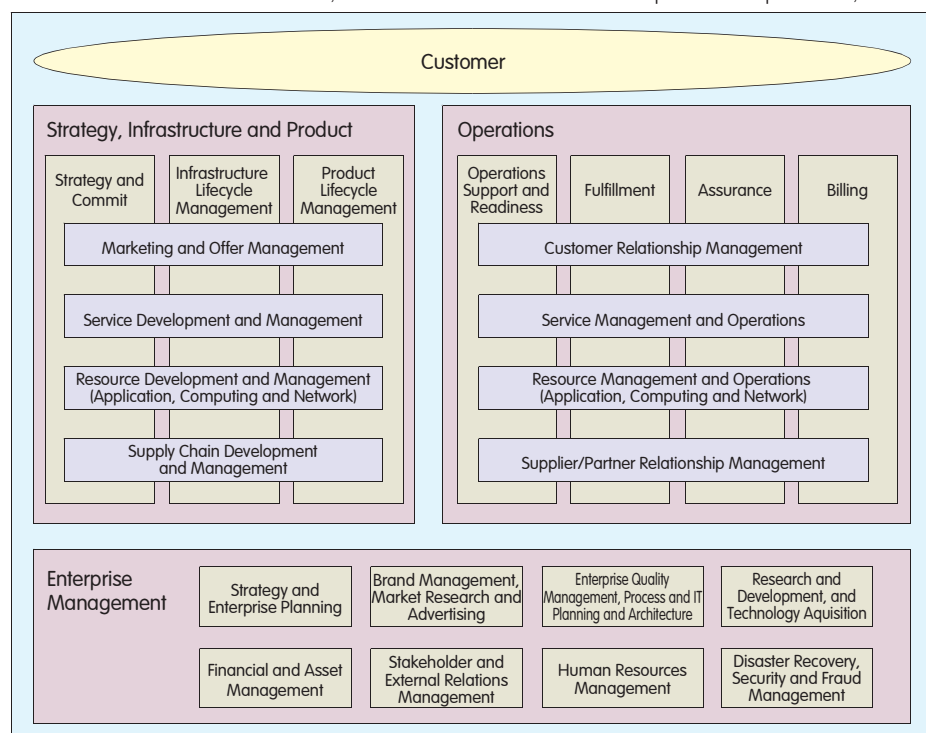 Customer
Strategy, Infrastructure and Product
Strategy and
Commit
Infrastructure
Lifecycle
Management
Product
Lifecycle
Management
Marketing and Offer Management
Service Development and Management
Resource Development and Management
(Application, Computing and Network)
Supply Chain Development
and Management
Operations
Operations
Support and
Readiness
Fulfillment
Assurance
Billing
Customer Relationship Management
Service Management and Operations
Resource Management and Operations
(Application, Computing and Network)
Supplier/Partner Relationship Management
Enterprise
Management
Strategy and
Enterprise Planning
Brand Management,
Market Research and
Advertising
Enterprise Quality
Management, Process and IT
Planning and Architecture
Research and
Development, and
Technology Aquisition
Financial and Asset
Management
Stakeholder and
External Relations
Management
Human Resources
Management
Disaster Recovery,
Security and Fraud
Management